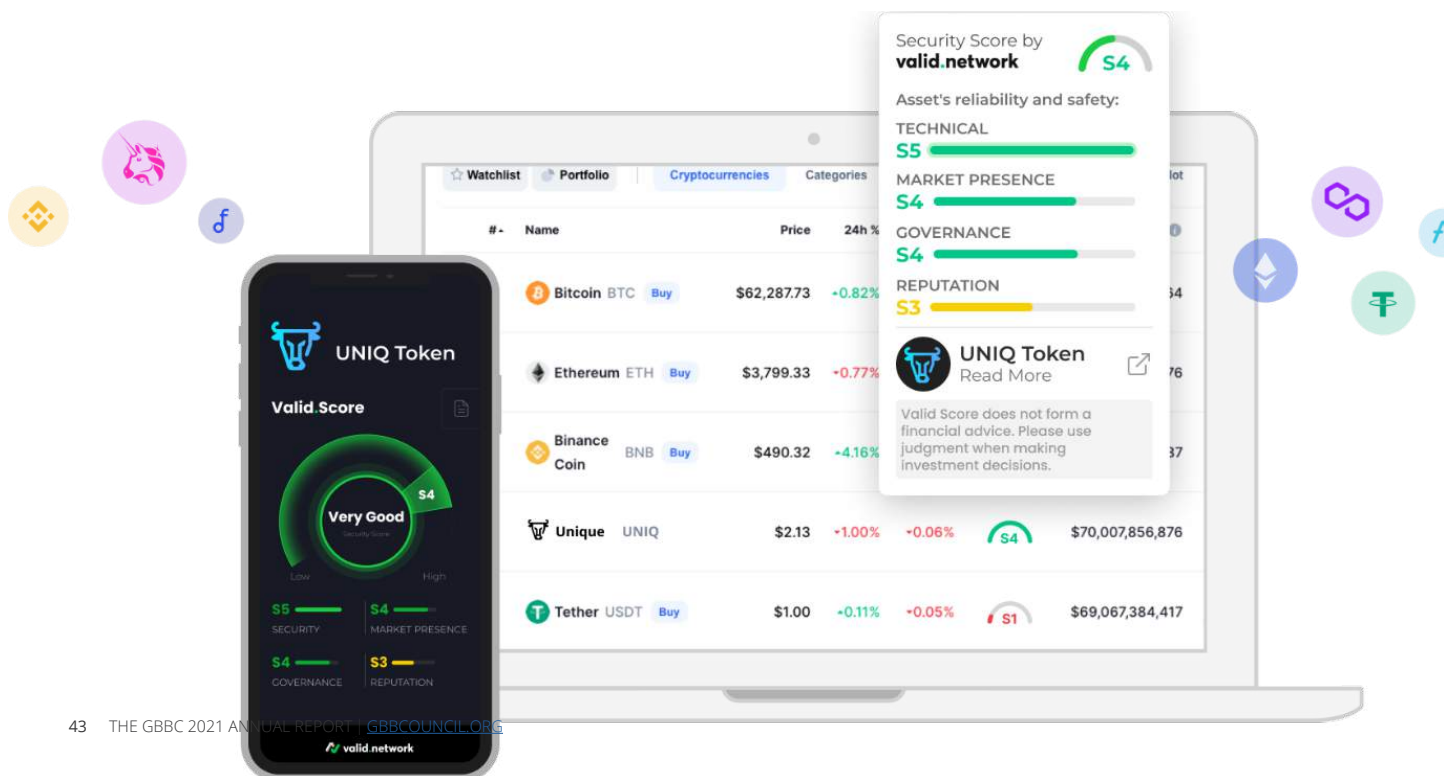 Security Score by
valid.network
S4
Asset's reliability and safety:
TECHNICAL
S5
MARKET PRESENCE
S4
GOVERNANCE
S4
REPUTATION
S3
UNIQ Token
Read More
Valid Score does not form a
financial advice. Please use
judgment when making
investment decisions.
Watchlist Portfolio Cryptocurrencies Categories
# Name Price 24h %
Bitcoin BTC Buy $62,287.73 0.82%
Ethereum ETH Buy $3,799.33 0.77% 76
Binance
Coin BNB Buy $490.32 4.16% 37
Unique UNIQ $2.13 1.00% 0.06% S4 $70,007,856,876
Tether USDT Buy $1.00 0.11% 0.05% S1 $69,067,384,417
UNIQ Token
Valid.Score
S4
Very Good
Security Score
Low High
S5 S4
SECURITY MARKET PRESENCE
S4 S3
GOVERNANCE REPUTATION
valid.network
43 THE GBBC 2021 ANNUAL REPORT | GBBCOUNCIL.ORG